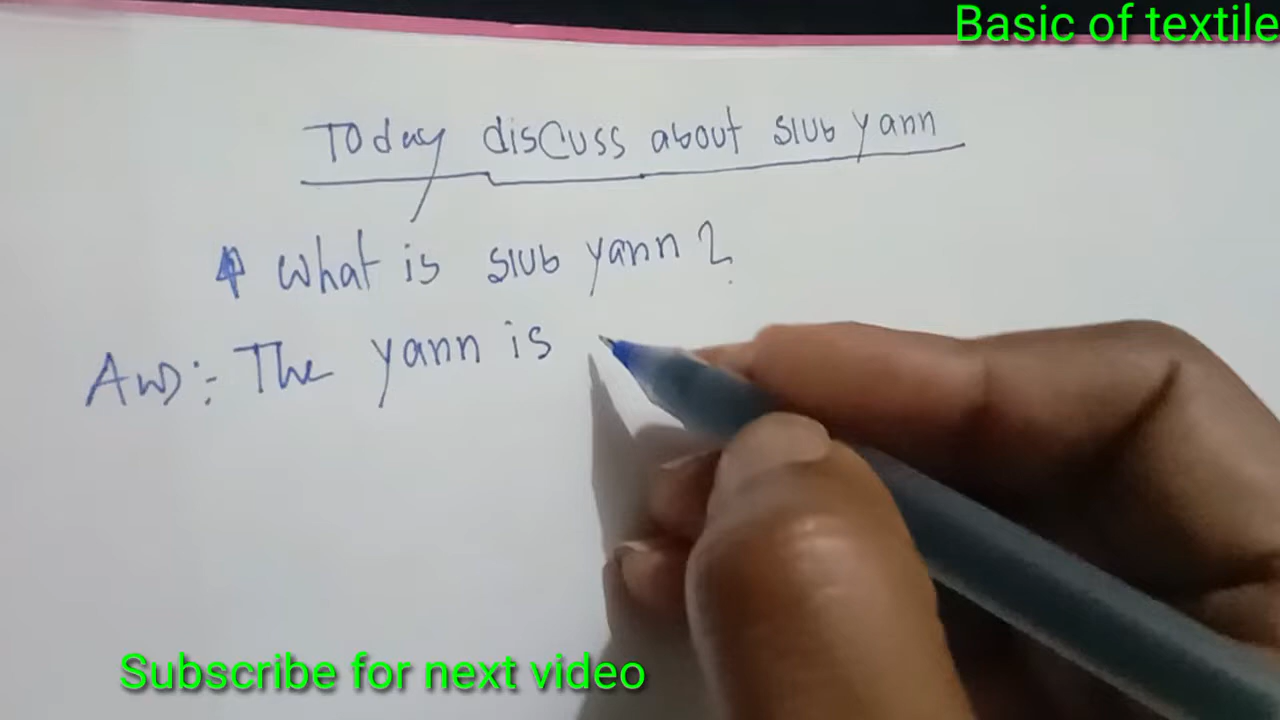 Basic of textile
Today discuss about slub yarn
What is slub yarn?
Ans:- The yarn is
Subscribe for next video